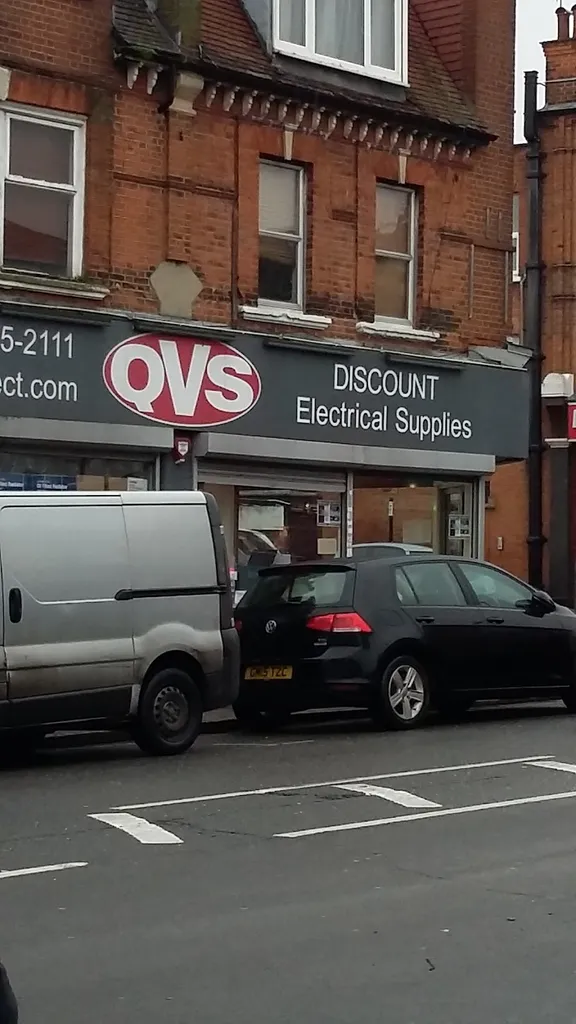 5-2111
ect.com
QVS
DISCOUNT
Electrical Supplies